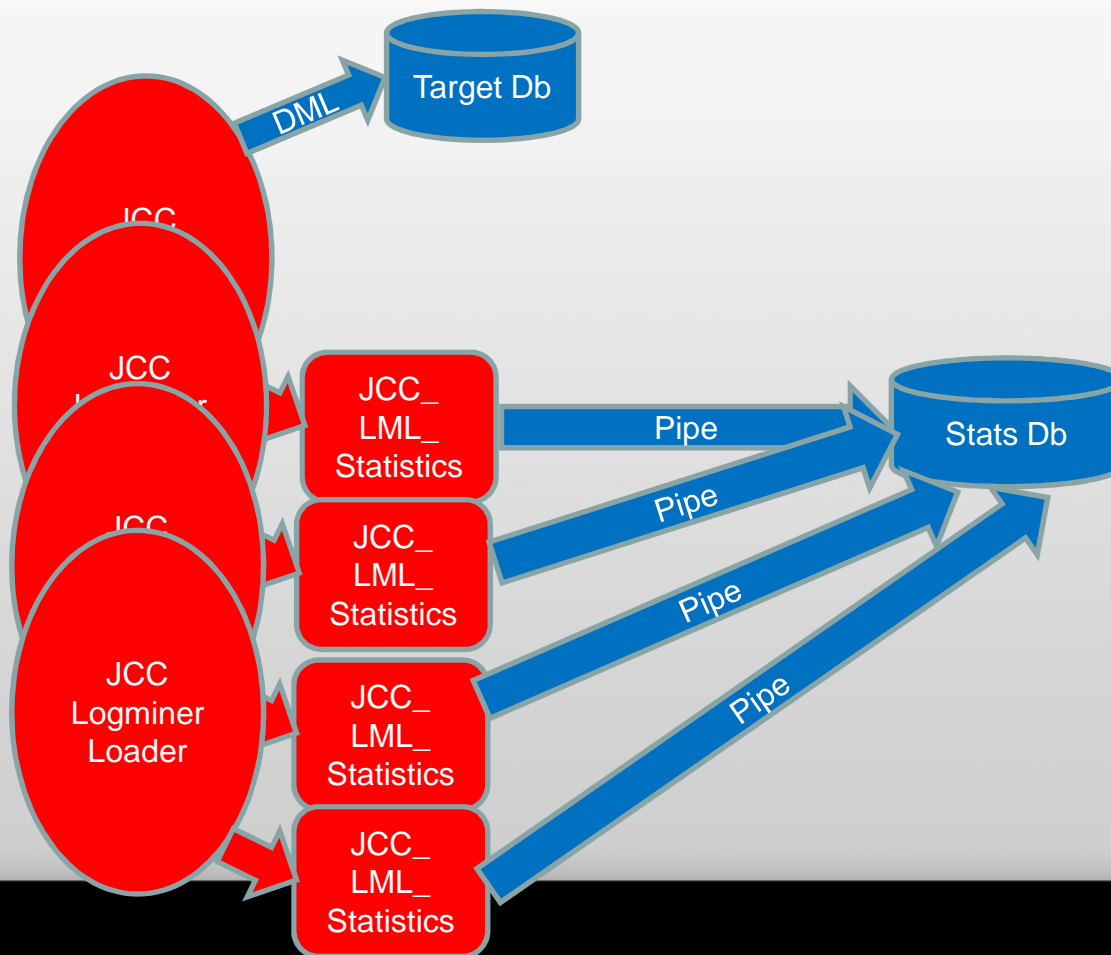 Target Db
DML
JCC
JCC
JCC_
LML_
Statistics
Pipe
Stats Db
Pipe
JCC
JCC_
LML_
Statistics
Pipe
JCC
Logminer
Loader
JCC_
LML_
Statistics
Pipe
JCC_
LML_
Statistics